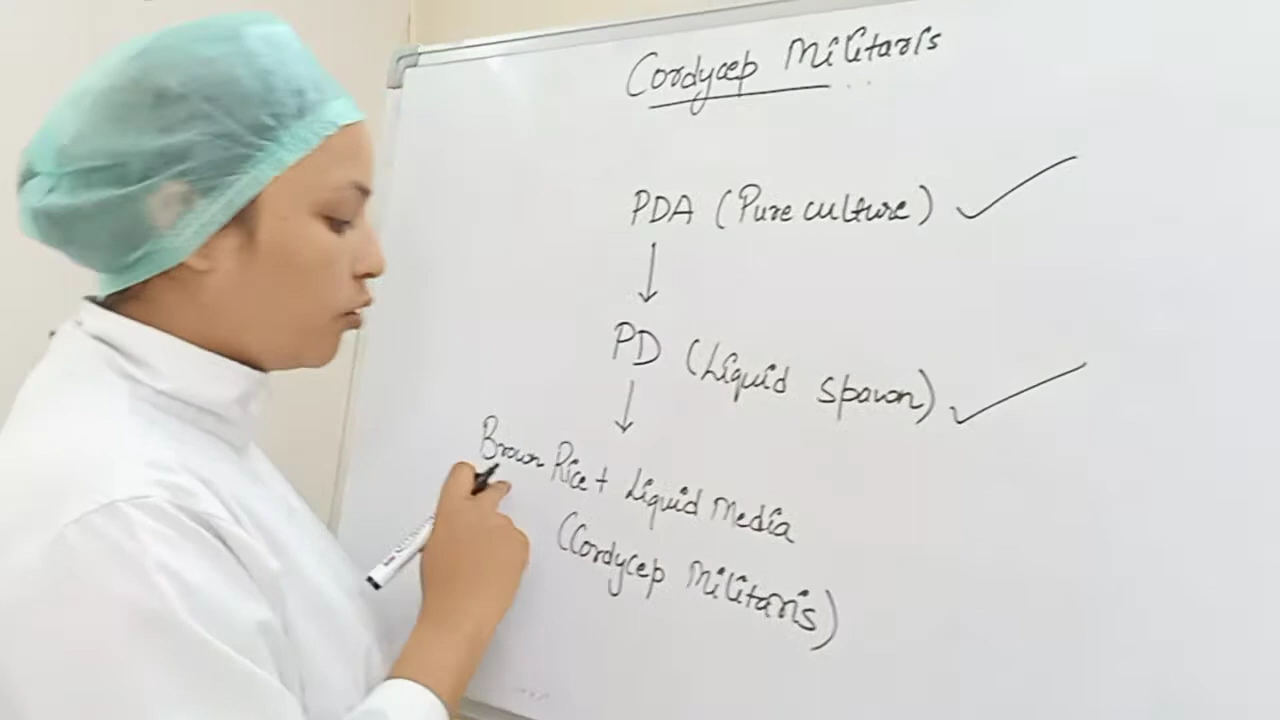 Cordycep Militaris
PDA (Pure culture)
PD (Liquid Spawn)
Brown Rice + Liquid Media
(Cordycep Militaris)